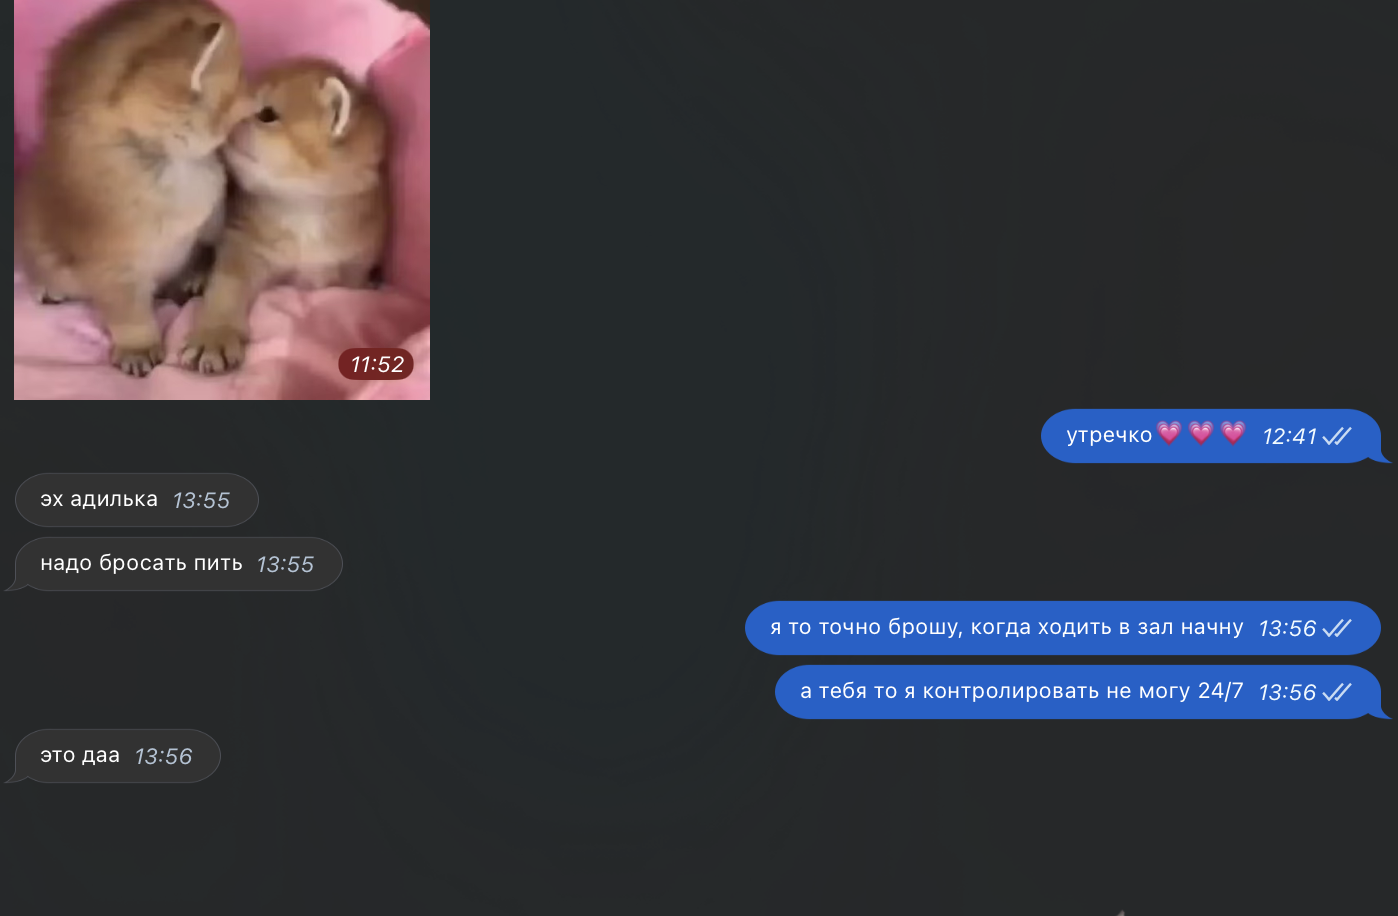 11:52
утречко💗💗💗 12:41
эх адилька 13:55
надо бросать пить 13:55
я то точно брошу, когда ходить в зал начну 13:56
а тебя то я контролировать не могу 24/7 13:56
это даа 13:56